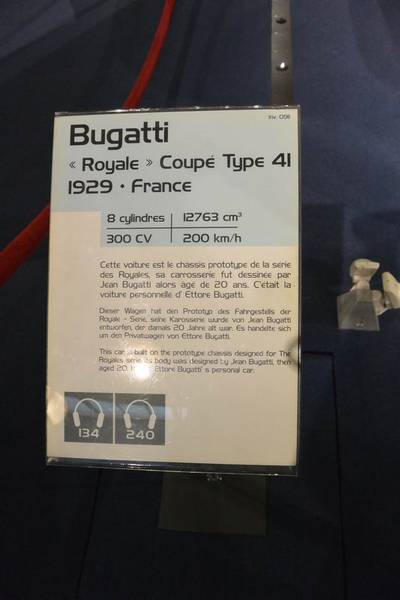 Inv. 056
Bugatti
« Royale » Coupé Type 41
1929 • France
8 cylindres 12763 cm³
300 CV 200 km/h
Cette voiture est le chassis prototype de la série
des Royales, sa carrosserie fut dessinée par
Jean Bugatti alors âgé de 20 ans. C'était la
voiture personnelle d' Ettore Bugatti.
Dieser Wagen hat den Prototyp des Fahrgestells der
Royale - Serie, seine Karosserie wurde von Jean Bugatti
entworfen, der damals 20 Jahre alt war. Es handelte sich
um den Privatwagen von Ettore Bugatti.
This car is built on the prototype chassis designed for The
Royales serie. Its body was designed by Jean Bugatti, then
aged 20. Ettore Bugatti' s personal car.
134 240